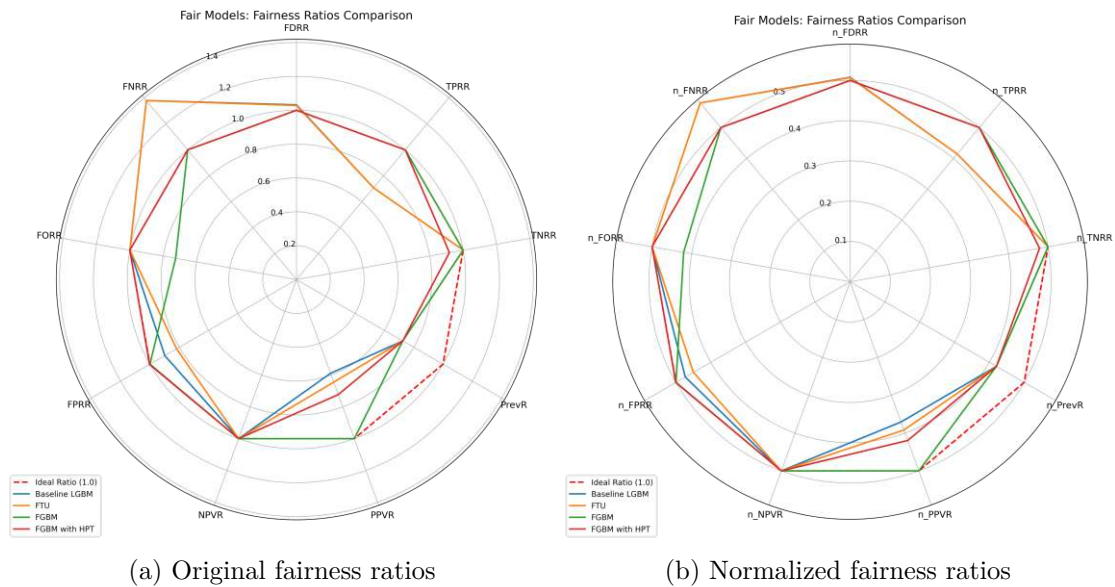 Fair Models: Fairness Ratios Comparison
FDRR
TPRR
TNRR
PrevR
PPVR
NPVR
FPRR
FORR
FNRR
1.4
1.2
1.0
0.8
0.6
0.4
0.2
Ideal Ratio (1.0)
Baseline LGBM
FTU
FGBM
FGBM with HPT
(a) Original fairness ratios
Fair Models: Fairness Ratios Comparison
n_FDRR
n_TPRR
n_TNRR
n_PrevR
n_PPVR
n_NPVR
n_FPRR
n_FORR
n_FNRR
0.5
0.4
0.3
0.2
0.1
Ideal Ratio (1.0)
Baseline LGBM
FTU
FGBM
FGBM with HPT
(b) Normalized fairness ratios